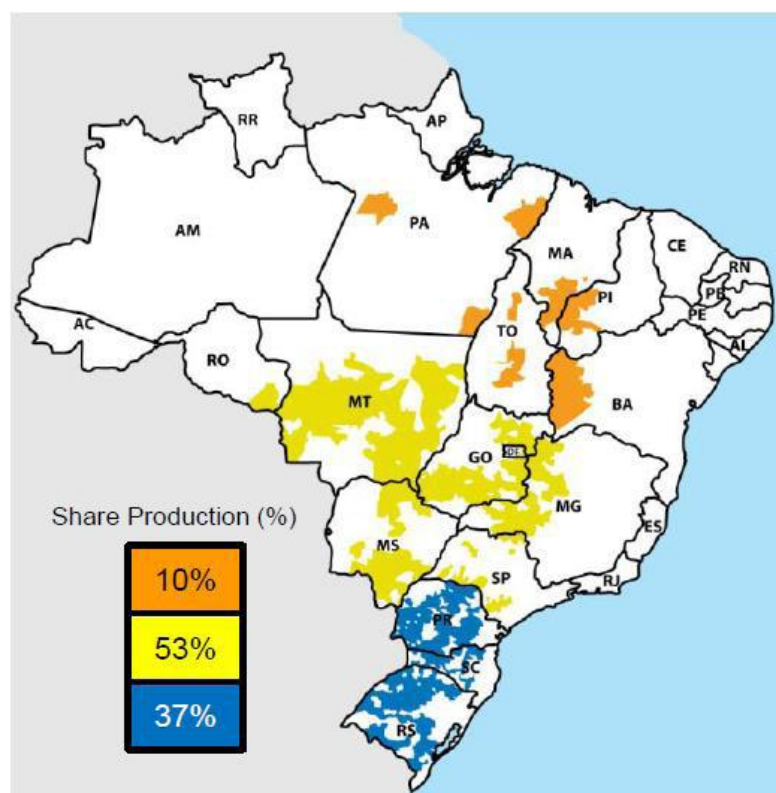 RR
AP
AM
PA
MA
CE
RN
PB
PI
PE
AC
TO
AL
RO
BA
MT
GO
DF
Share Production (%)
MG
MS
ES
10%
SP
RJ
53%
PR
SC
37%
RS